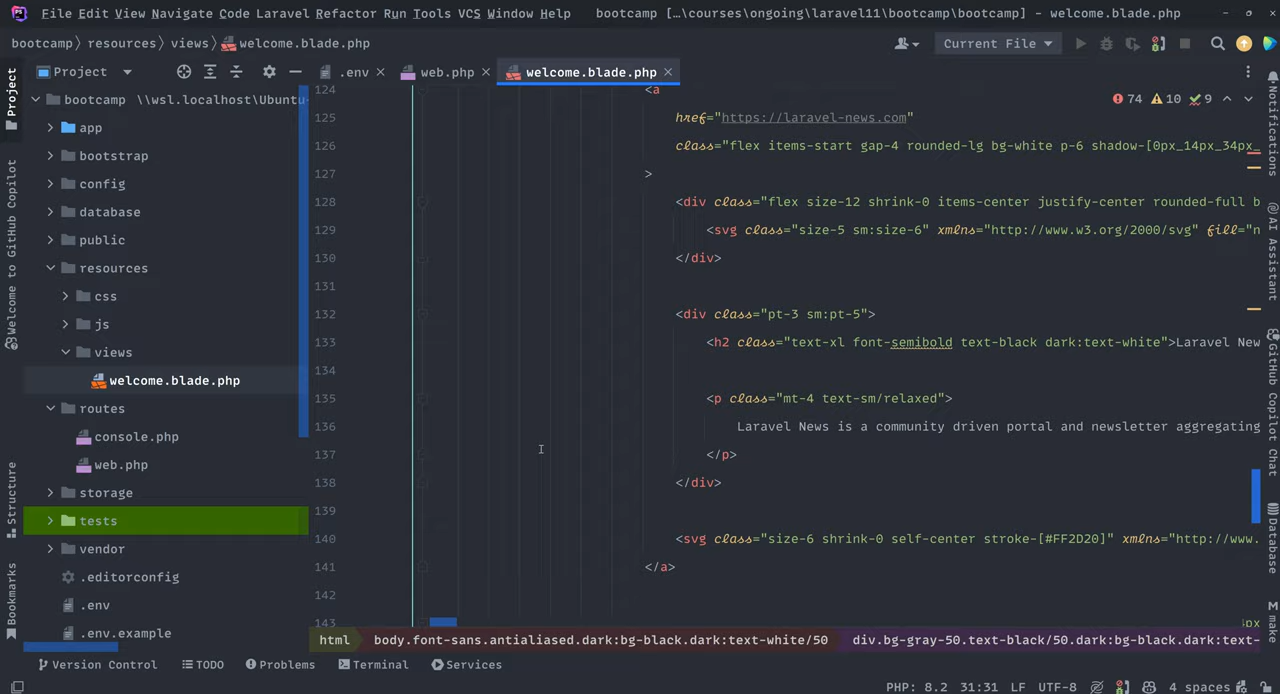 File Edit View Navigate Code Laravel Refactor Run Tools VCS Window Help bootcamp […\courses\ongoing\laravel11\bootcamp\bootcamp] - welcome.blade.php
bootcamp resources views welcome.blade.php Current File
Project .env web.php welcome.blade.php
Project
Welcome to GitHub Copilot
Structure
Bookmarks
bootcamp \\wsl.localhost\Ubuntu-
app
bootstrap
config
database
public
resources
css
js
views
welcome.blade.php
routes
console.php
web.php
storage
tests
vendor
.editorconfig
.env
.env.example
74 10 9
124 <a
125 href="https://laravel-news.com"
126 class="flex items-start gap-4 rounded-lg bg-white p-6 shadow-[0px_14px_34px_
127 >
128 <div class="flex size-12 shrink-0 items-center justify-center rounded-full b
129 <svg class="size-5 sm:size-6" xmlns="http://www.w3.org/2000/svg" fill="n
130 </div>
131
132 <div class="pt-3 sm:pt-5">
133 <h2 class="text-xl font-semibold text-black dark:text-white">Laravel New
134
135 <p class="mt-4 text-sm/relaxed">
136 Laravel News is a community driven portal and newsletter aggregating
137 </p>
138 </div>
139
140 <svg class="size-6 shrink-0 self-center stroke-[#FF2D20]" xmlns="http://www.
141 </a>
142
143
html body.font-sans.antialiased.dark:bg-black.dark:text-white/50 div.bg-gray-50.text-black/50.dark:bg-black.dark:text-
Notifications
AI Assistant
GitHub Copilot Chat
Database
M make
Version Control TODO Problems Terminal Services
PHP: 8.2 31:31 LF UTF-8 4 spaces